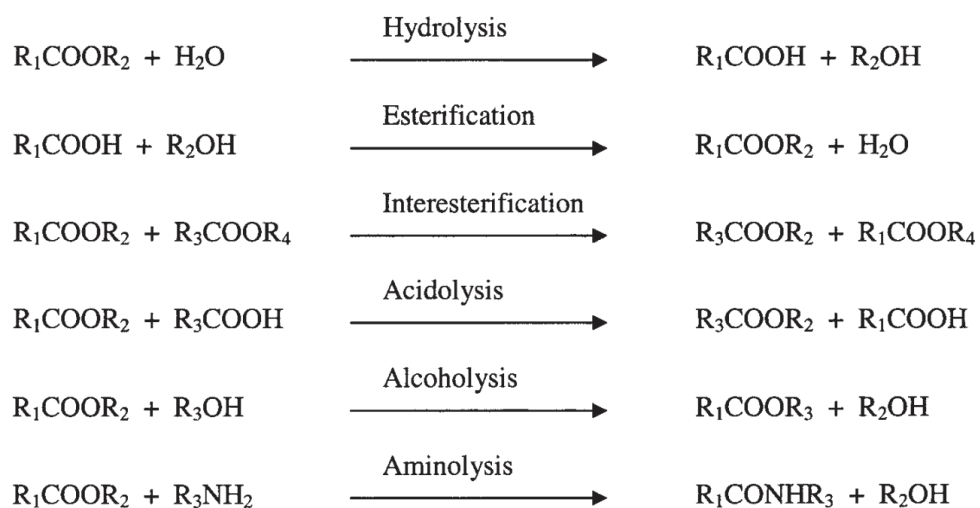 Hydrolysis
R₁COOR₂ + H₂O R₁COOH + R₂OH
Esterification
R₁COOH + R₂OH R₁COOR₂ + H₂O
Interesterification
R₁COOR₂ + R₃COOR₄ R₃COOR₂ + R₁COOR₄
Acidolysis
R₁COOR₂ + R₃COOH R₃COOR₂ + R₁COOH
Alcoholysis
R₁COOR₂ + R₃OH R₁COOR₃ + R₂OH
Aminolysis
R₁COOR₂ + R₃NH₂ R₁CONHR₃ + R₂OH